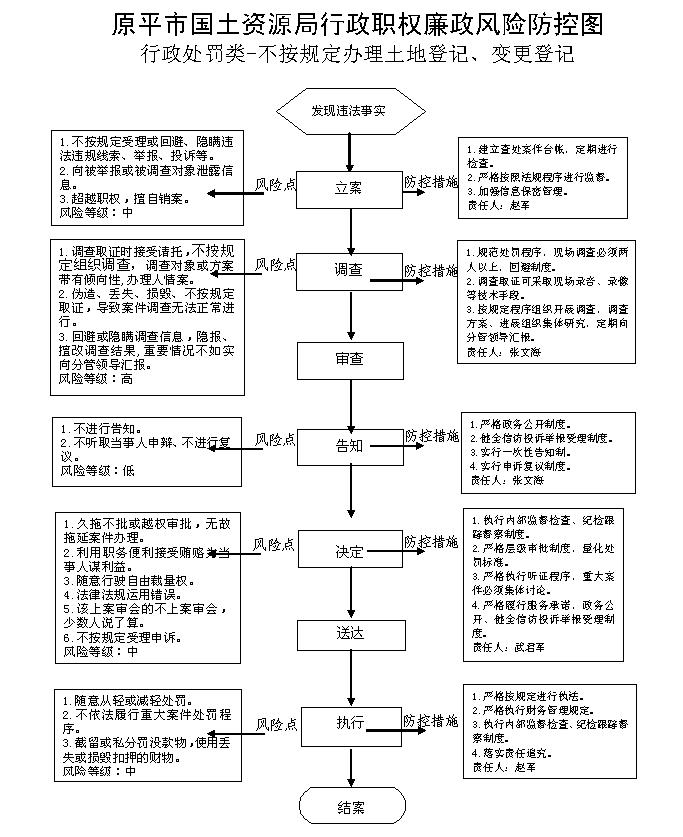 原平市国土资源局行政职权廉政风险防控图
行政处罚类-不按规定办理土地登记、变更登记
发现违法事实
1. 不按规定受理或回避、隐瞒违
法违规线索、举报、投诉等。
2. 向被举报或被调查对象泄露信
息。
3. 超越职权，擅自销案。
风险等级：中
风险点
立案
防控措施
1. 建立查处案件台帐，定期进行
检查。
2. 严格按照法规程序进行监督。
3. 加强信息保密管理。
责任人：赵军
1. 调查取证时接受请托，不按规
定组织调查，调查对象或方案
带有倾向性,办理人情案。
2. 伪造、丢失、损毁、不按规定
取证，导致案件调查无法正常进
行。
3. 回避或隐瞒调查信息，隐报、
篡改调查结果,重要情况不如实
向分管领导汇报。
风险等级：高
风险点
调查
防控措施
1. 规范处罚程序，现场调查必须两
人以上，回避制度。
2. 调查取证可采取现场录音、录像
等技术手段。
3. 按规定程序组织开展调查，调查
方案、进展组织集体研究，定期向
分管领导汇报。
责任人：张文海
审查
1. 不进行告知。
2. 不听取当事人申辩、不进行复
议。
风险等级：低
风险点
告知
防控措施
1. 严格政务公开制度。
2. 健全信访投诉举报受理制度。
3. 实行一次性告知制。
4. 实行申诉复议制度。
责任人：张文海
1. 久拖不批或越权审批，无故
拖延案件办理。
2. 利用职务便利接受贿赂为当
事人谋利益。
3. 随意行驶自由裁量权。
4. 法律法规运用错误。
5. 该上案审会的不上案审会，
少数人说了算。
6. 不按规定受理申诉。
风险等级：中
风险点
决定
防控措施
1. 执行内部监督检查、纪检跟
踪督察制度。
2. 严格层级审批制度，量化处
罚标准。
3. 严格执行听证程序，重大案
件必须集体讨论。
4. 严格履行服务承诺，政务公
开、健全信访投诉举报受理制
度。
责任人：武君军
送达
1. 随意从轻或减轻处罚。
2. 不依法履行重大案件处罚程
序。
3. 截留或私分罚没款物,使用丢
失或损毁扣押的财物。
风险等级：中
风险点
执行
防控措施
1. 严格按规定进行执法。
2. 严格执行财务管理规定。
3. 执行内部监督检查、纪检跟踪督
察制度。
4. 落实责任追究。
责任人：赵军
结案